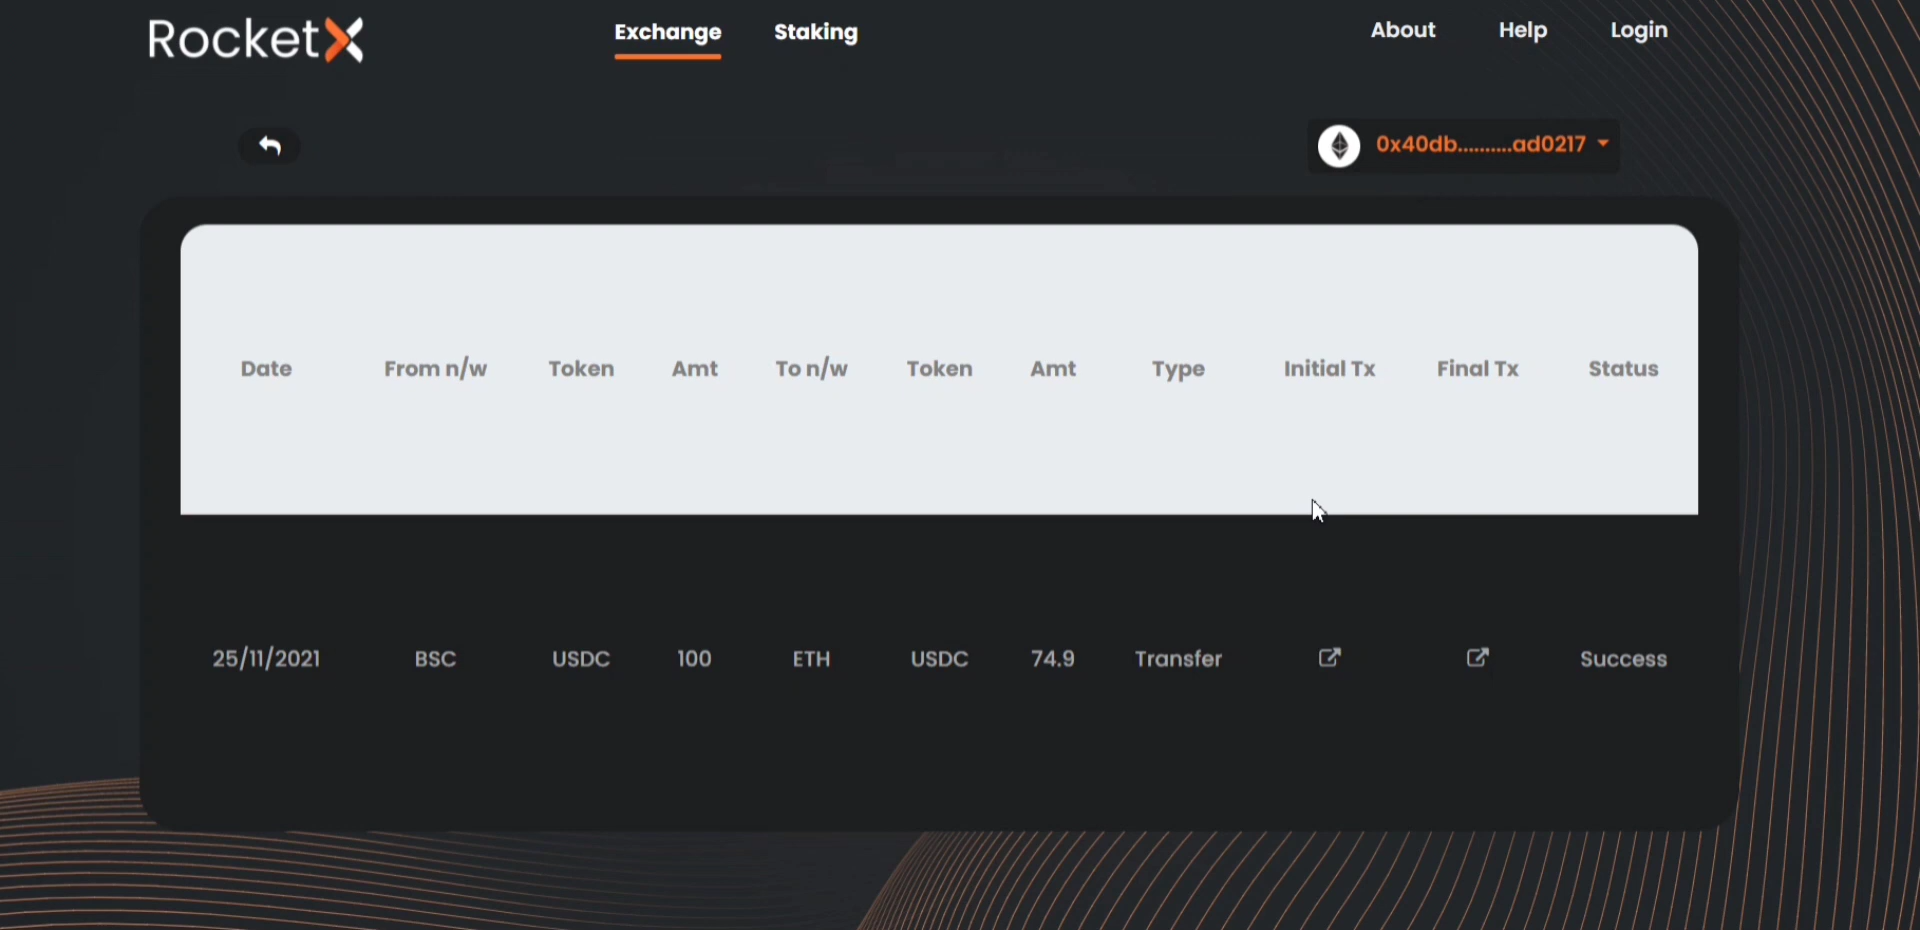 RocketX
Exchange Staking
About Help Login
0x40db..........ad0217
Date From n/w Token Amt To n/w Token Amt Type Initial Tx Final Tx Status
25/11/2021 BSC USDC 100 ETH USDC 74.9 Transfer Success